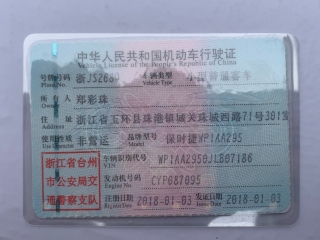 中华人民共和国机动车行驶证
Vehicle License of the People's Republic of China
号牌号码 浙JS2660 车辆类型 小型普通客车
Plate No. Vehicle Type
所有人 郑彩珠
Owner
住址 浙江省玉环县珠港镇城关珠城西路71号301室
Address
使用性质 非营运 品牌型号 保时捷WP1AA295
Use Character Model
浙江省台州
市公安局交
通警察支队
车辆识别代号
VIN
发动机号码 CYP687095
Engine No.
注册日期 2018-01-03 发证日期 2018-01-03
Register Date Issue Date